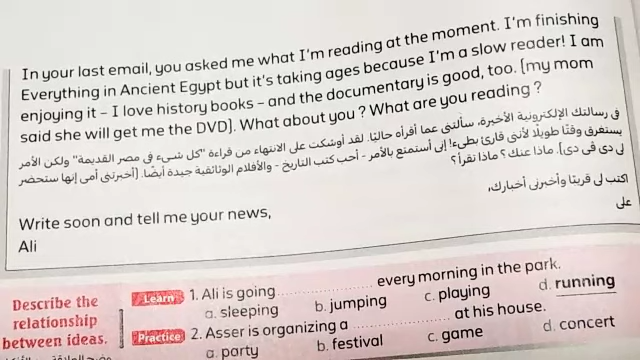 In your last email, you asked me what I'm reading at the moment. I'm finishing
Everything in Ancient Egypt but it's taking ages because I'm a slow reader! I am
enjoying it – I love history books – and the documentary is good, too. (my mom
said she will get me the DVD). What about you ? What are you reading ?
في رسالتك الإلكترونية الأخيرة، سألتني عما أقرأه حاليًا. لقد أوشكت على الانتهاء من قراءة "كل شيء في مصر القديمة" ولكن الأمر
يستغرق وقتًا طويلًا لأنني قارئ بطيء! إني أستمتع بالأمر - أحب كتب التاريخ - والأفلام الوثائقية جيدة أيضًا. (أخبرتني أمي إنها ستحضر
لي دي في دي). ماذا عنك ؟ ماذا تقرأ ؟
Write soon and tell me your news,
اكتب لي قريبًا وأخبرني أخبارك,
Ali
علي
Describe the
relationship
between ideas.
Learn 1. Ali is going .................. every morning in the park.
a. sleeping b. jumping c. playing d. running
Practice 2. Asser is organizing a .................. at his house.
a. party b. festival c. game d. concert